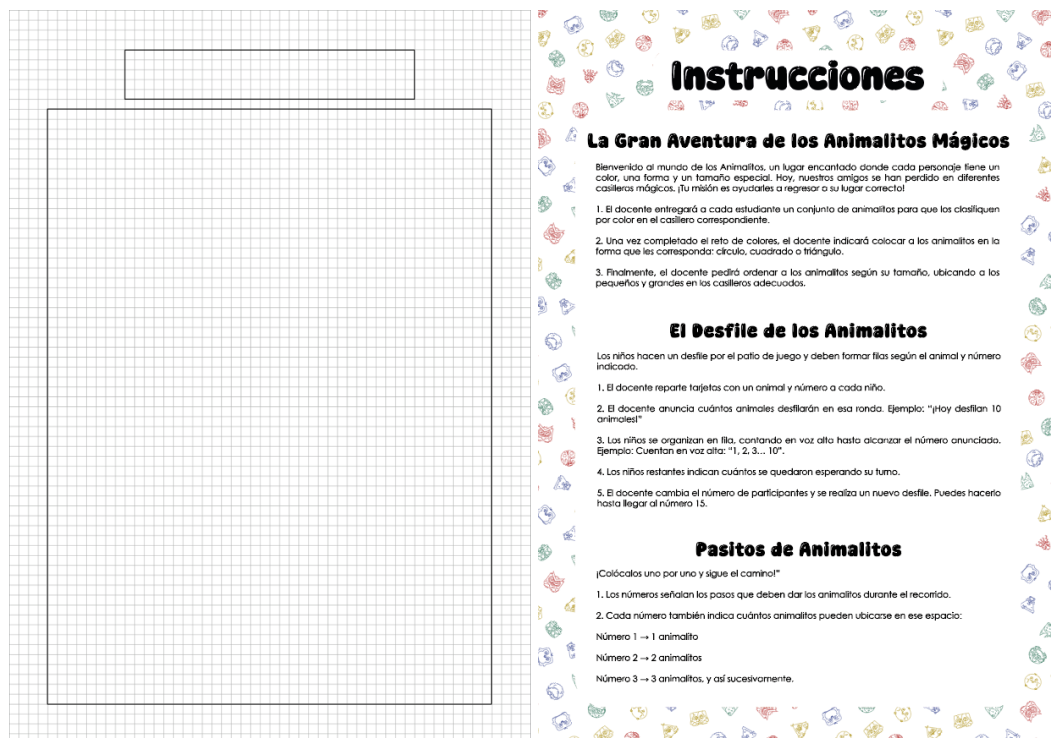 Instrucciones
La Gran Aventura de los Animalitos Mágicos
Bienvenido al mundo de los Animalitos, un lugar encantado donde cada personaje tiene un
color, una forma y un tamaño especial. Hoy, nuestros amigos se han perdido en diferentes
casilleros mágicos. ¡Tu misión es ayudarles a regresar a su lugar correcto!
1. El docente entregará a cada estudiante un conjunto de animalitos para que los clasifiquen
por color en el casillero correspondiente.
2. Una vez completado el reto de colores, el docente indicará colocar a los animalitos en la
forma que les corresponda: círculo, cuadrado o triángulo.
3. Finalmente, el docente pedirá ordenar a los animalitos según su tamaño, ubicando a los
pequeños y grandes en los casilleros adecuados.
El Desfile de los Animalitos
Los niños hacen un desfile por el patio de juego y deben formar filas según el animal y número
indicado.
1. El docente reparte tarjetas con un animal y número a cada niño.
2. El docente anuncia cuántos animales desfilarán en esa ronda. Ejemplo: “¡Hoy desfilan 10
animales!”
3. Los niños se organizan en fila, contando en voz alta hasta alcanzar el número anunciado.
Ejemplo: Cuentan en voz alta: “1, 2, 3... 10”.
4. Los niños restantes indican cuántos se quedaron esperando su turno.
5. El docente cambia el número de participantes y se realiza un nuevo desfile. Puedes hacerlo
hasta llegar al número 15.
Pasitos de Animalitos
¡Colócalos uno por uno y sigue el camino!”
1. Los números señalan los pasos que deben dar los animalitos durante el recorrido.
2. Cada número también indica cuántos animalitos pueden ubicarse en ese espacio:
Número 1 → 1 animalito
Número 2 → 2 animalitos
Número 3 → 3 animalitos, y así sucesivamente.